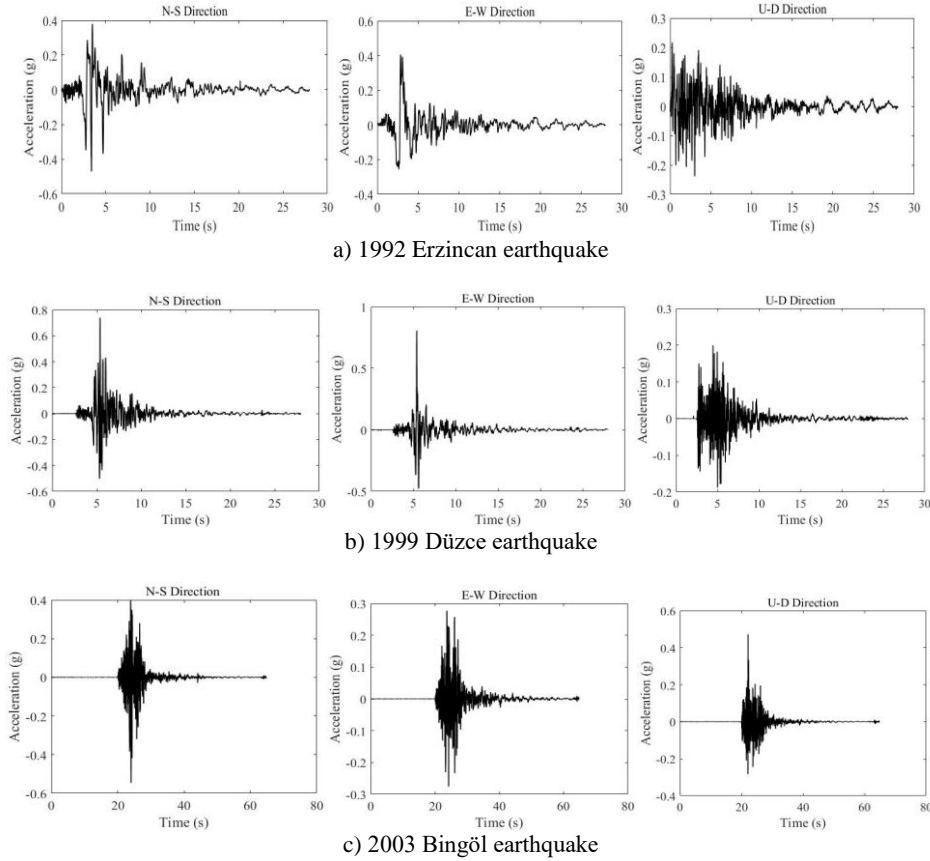 N-S Direction
0.4
0.2
0
-0.2
-0.4
-0.6
Acceleration (g)
0 5 10 15 20 25 30
Time (s)
E-W Direction
0.6
0.4
0.2
0
-0.2
-0.4
Acceleration (g)
0 5 10 15 20 25 30
Time (s)
U-D Direction
0.3
0.2
0.1
0
-0.1
-0.2
-0.3
Acceleration (g)
0 5 10 15 20 25 30
Time (s)
a) 1992 Erzincan earthquake
N-S Direction
0.8
0.6
0.4
0.2
0
-0.2
-0.4
-0.6
Acceleration (g)
0 5 10 15 20 25 30
Time (s)
E-W Direction
1
0.5
0
-0.5
Acceleration (g)
0 5 10 15 20 25 30
Time (s)
U-D Direction
0.3
0.2
0.1
0
-0.1
-0.2
Acceleration (g)
0 5 10 15 20 25 30
Time (s)
b) 1999 Düzce earthquake
N-S Direction
0.4
0.2
0
-0.2
-0.4
-0.6
Acceleration (g)
0 20 40 60 80
Time (s)
E-W Direction
0.3
0.2
0.1
0
-0.1
-0.2
-0.3
Acceleration (g)
0 20 40 60 80
Time (s)
U-D Direction
0.6
0.4
0.2
0
-0.2
-0.4
Acceleration (g)
0 20 40 60 80
Time (s)
c) 2003 Bingöl earthquake